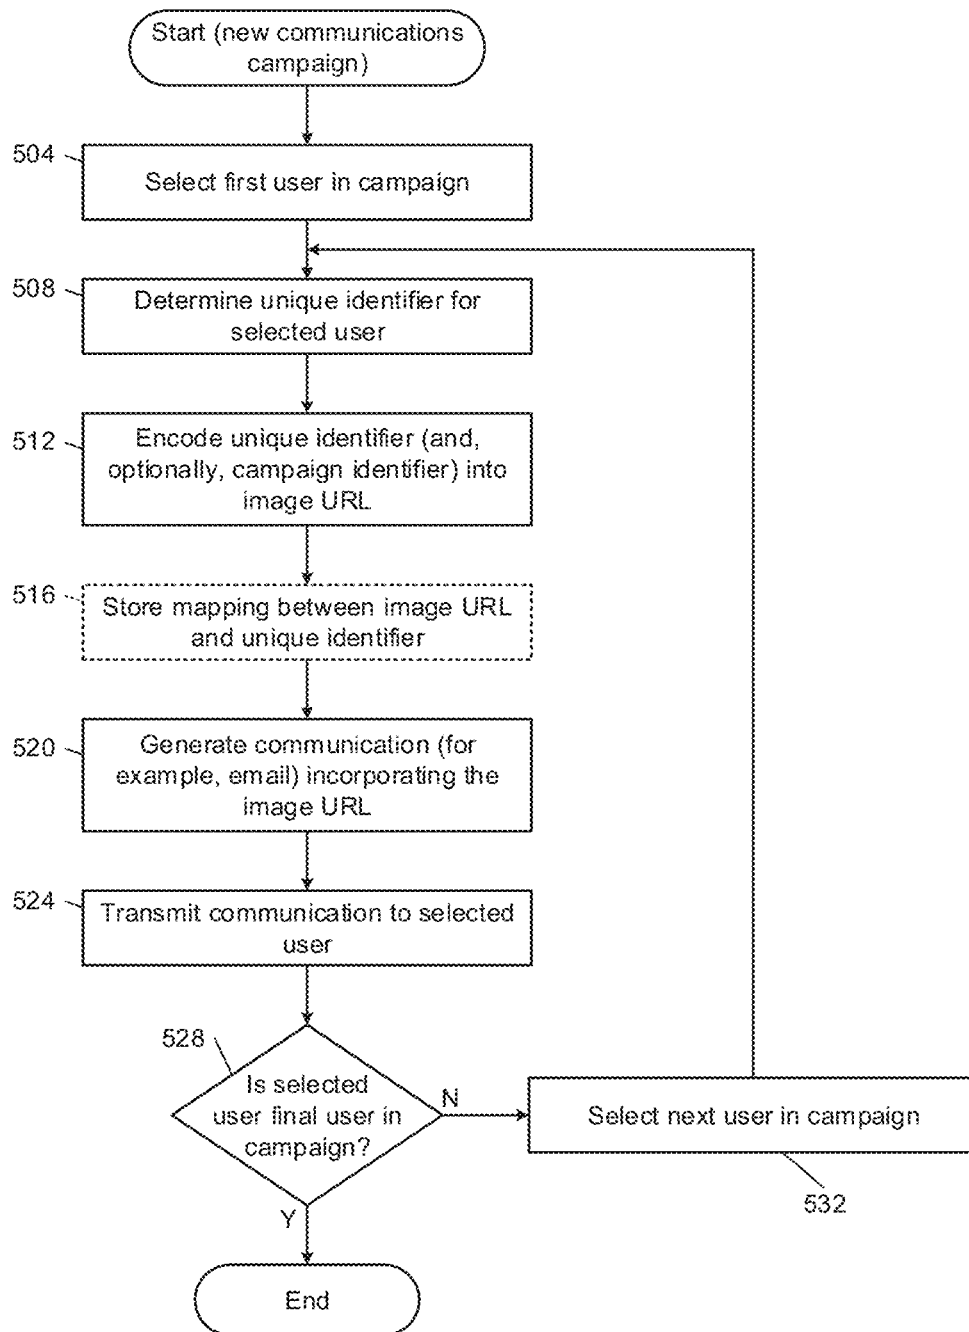 Start (new communications
campaign)
504
Select first user in campaign
508
Determine unique identifier for
selected user
512
Encode unique identifier (and,
optionally, campaign identifier) into
image URL
516
Store mapping between image URL
and unique identifier
520
Generate communication (for
example, email) incorporating the
image URL
524
Transmit communication to selected
user
528
Is selected
user final user in
campaign?
N
Select next user in campaign
532
Y
End